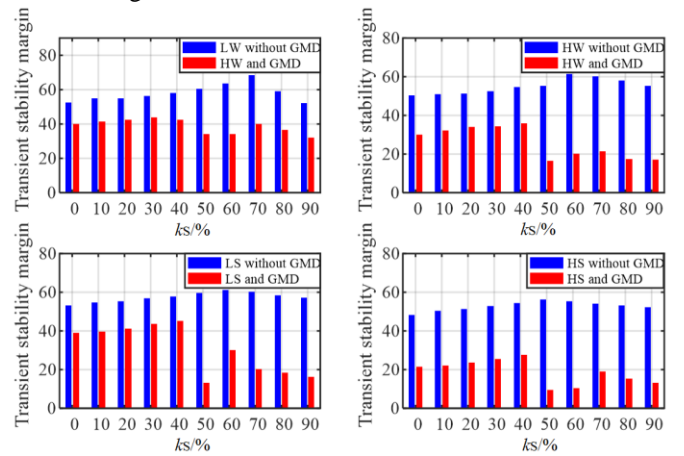 Transient stability margin
80
60
40
20
0
LW without GMD
HW and GMD
0 10 20 30 40 50 60 70 80 90
ks/%
Transient stability margin
80
60
40
20
0
HW without GMD
HW and GMD
0 10 20 30 40 50 60 70 80 90
ks/%
Transient stability margin
80
60
40
20
0
LS without GMD
LS and GMD
0 10 20 30 40 50 60 70 80 90
ks/%
Transient stability margin
80
60
40
20
0
HS without GMD
HS and GMD
0 10 20 30 40 50 60 70 80 90
ks/%